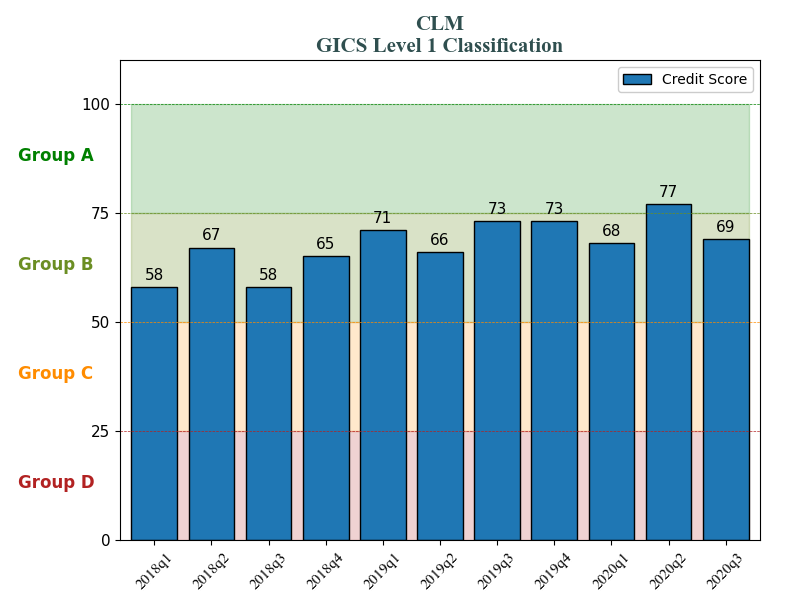 CLM
GICS Level 1 Classification
Credit Score
100
Group A
77
75
73
73
71
69
68
67
66
65
Group B
58
58
50
Group C
25
Group D
0
2018q1
2018q2
2018q3
2018q4
2019q1
2019q2
2019q3
2019q4
2020q1
2020q2
2020q3